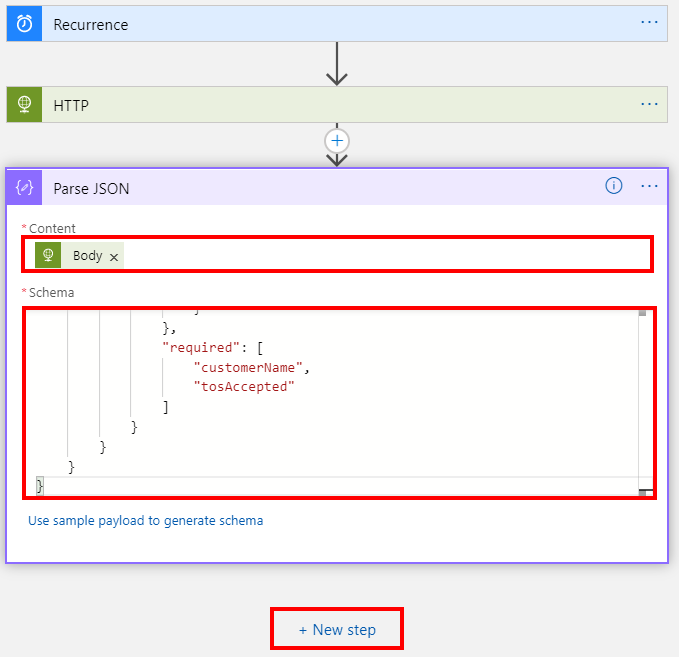 Recurrence
HTTP
Parse JSON
* Content
Body
* Schema
},
"required": [
"customerName",
"tosAccepted"
]
}
}
}
}
Use sample payload to generate schema
+ New step